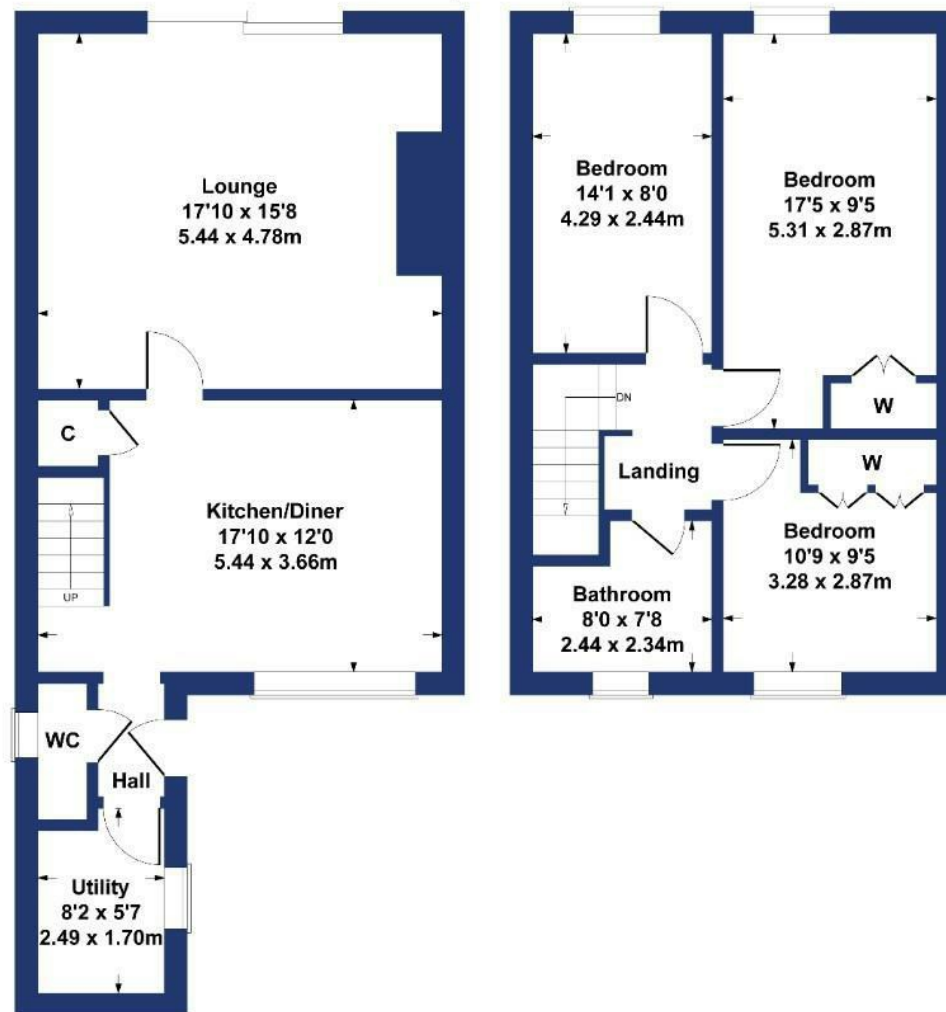 Lounge
17'10 x 15'8
5.44 x 4.78m
C
Kitchen/Diner
17'10 x 12'0
5.44 x 3.66m
UP
WC
Hall
Utility
8'2 x 5'7
2.49 x 1.70m
Bedroom
14'1 x 8'0
4.29 x 2.44m
Bedroom
17'5 x 9'5
5.31 x 2.87m
W
DN
Landing
W
Bedroom
10'9 x 9'5
3.28 x 2.87m
Bathroom
8'0 x 7'8
2.44 x 2.34m